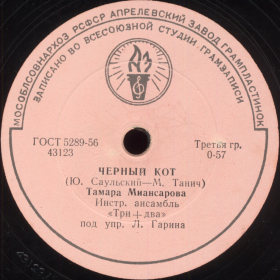 МОСОБЛСОВНАРХОЗ РСФСР АПРЕЛЕВСКИЙ ЗАВОД ГРАМПЛАСТИНОК
ЗАПИСАНО ВО ВСЕСОЮЗНОЙ СТУДИИ ГРАМЗАПИСИ
ГОСТ 5289-56
43123
Третья гр.
0-57
ЧЕРНЫЙ КОТ
(Ю. Саульский—М. Танич)
Тамара Миансарова
Инстр. ансамбль
«Три+два»
под упр. Л. Гарина